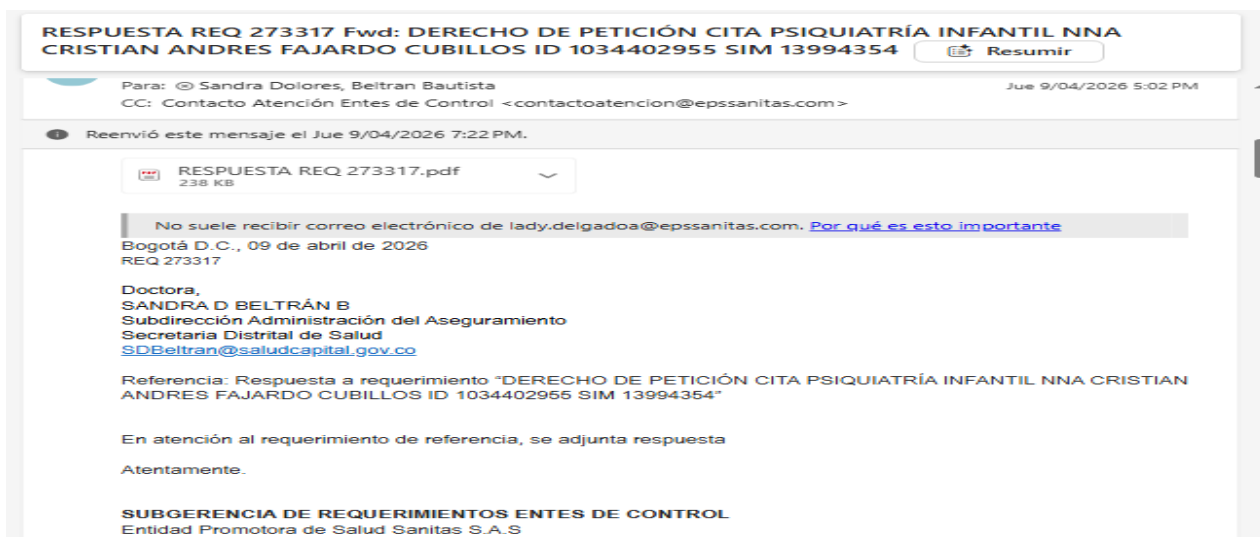 RESPUESTA REQ 273317 Fwd: DERECHO DE PETICIÓN CITA PSIQUIATRÍA INFANTIL NNA
CRISTIAN ANDRES FAJARDO CUBILLOS ID 1034402955 SIM 13994354 Resumir
Para: Sandra Dolores, Beltran Bautista Jue 9/04/2026 5:02 PM
CC: Contacto Atención Entes de Control <contactoatencion@epssanitas.com>
Reenvió este mensaje el Jue 9/04/2026 7:22 PM.
RESPUESTA REQ 273317.pdf
238 KB
No suele recibir correo electrónico de lady.delgadoa@epssanitas.com. Por qué es esto importante
Bogotá D.C., 09 de abril de 2026
REQ 273317
Doctora,
SANDRA D BELTRÁN B
Subdirección Administración del Aseguramiento
Secretaria Distrital de Salud
SDBeltran@saludcapital.gov.co
Referencia: Respuesta a requerimiento “DERECHO DE PETICIÓN CITA PSIQUIATRÍA INFANTIL NNA CRISTIAN
ANDRES FAJARDO CUBILLOS ID 1034402955 SIM 13994354”
En atención al requerimiento de referencia, se adjunta respuesta
Atentamente.
SUBGERENCIA DE REQUERIMIENTOS ENTES DE CONTROL
Entidad Promotora de Salud Sanitas S.A.S